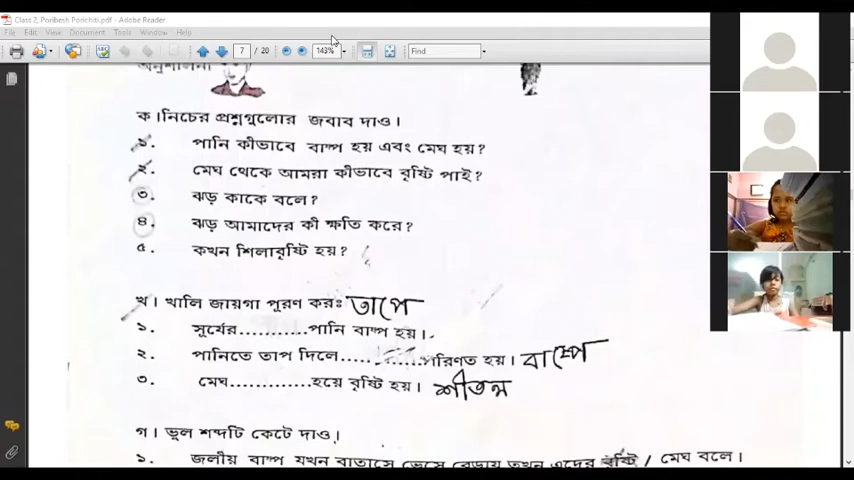 Class 2, Poribesh Porichiti.pdf - Adobe Reader
File Edit View Document Tools Window Help
7 / 20 143% Find
অনুশীলনী
ক। নিচের প্রশ্নগুলোর জবাব দাও।
১. পানি কীভাবে বাষ্প হয় এবং মেঘ হয়?
২. মেঘ থেকে আমরা কীভাবে বৃষ্টি পাই?
৩. ঝড় কাকে বলে?
৪. ঝড় আমাদের কী ক্ষতি করে?
৫. কখন শিলাবৃষ্টি হয়?
খ। খালি জায়গা পূরণ করঃ তাপে
১. সূর্যের..........পানি বাষ্প হয়।
২. পানিতে তাপ দিলে..............পরিণত হয়। বাষ্পে
৩. মেঘ.............হয়ে বৃষ্টি হয়। শীতল
গ। ভুল শব্দটি কেটে দাও।
১. জলীয় বাষ্প যখন বাতাসে ভেসে বেড়ায় তখন এদের বৃষ্টি / মেঘ বলে।